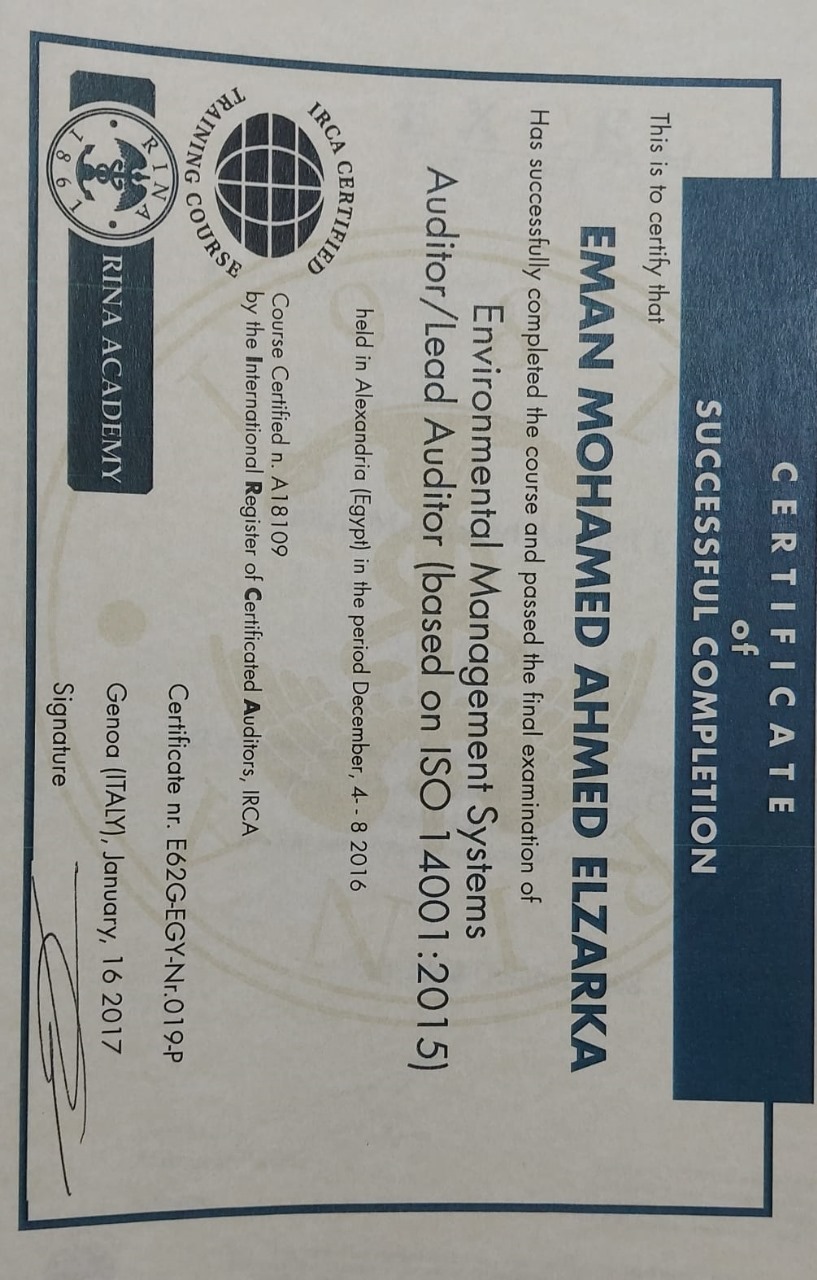 CERTIFICATE
of
SUCCESSFUL COMPLETION
This is to certify that
EMAN MOHAMED AHMED ELZARKA
Has successfully completed the course and passed the final examination of
Environmental Management Systems
Auditor/Lead Auditor (based on ISO 14001:2015)
held in Alexandria (Egypt) in the period December, 4- - 8 2016
IRCA CERTIFIED
TRAINING COURSE
Course Certified n. A18109
by the International Register of Certificated Auditors, IRCA
RINA
1861
RINA ACADEMY
Certificate nr. E62G-EGY-Nr.019-P
Genoa (ITALY), January, 16 2017
Signature